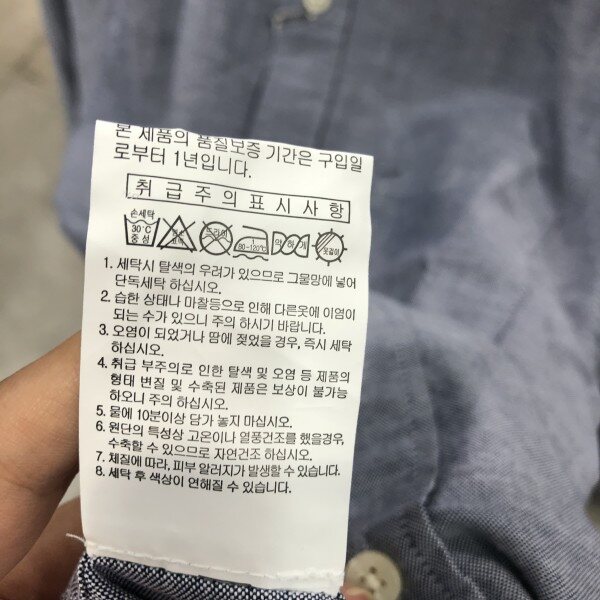 본 제품의 품질보증 기간은 구입일
로부터 1년입니다.
취급주의표시사항
손세탁
30℃
중성
드라이
80~120℃
약하게
옷걸이
1. 세탁시 탈색의 우려가 있으므로 그물망에 넣어
단독세탁 하십시오.
2. 습한 상태나 마찰등으로 인해 다른옷에 이염이
되는 수가 있으니 주의 하시기 바랍니다.
3. 오염이 되었거나 땀에 젖었을 경우, 즉시 세탁
하십시오.
4. 취급 부주의로 인한 탈색 및 오염 등 제품의
형태 변질 및 수축된 제품은 보상이 불가능
하오니 주의 하십시오.
5. 물에 10분이상 담가 놓지 마십시오.
6. 원단의 특성상 고온이나 열풍건조를 했을경우,
수축할 수 있으므로 자연건조 하십시오.
7. 체질에 따라, 피부 알러지가 발생할 수 있습니다.
8. 세탁 후 색상이 연해질 수 있습니다.